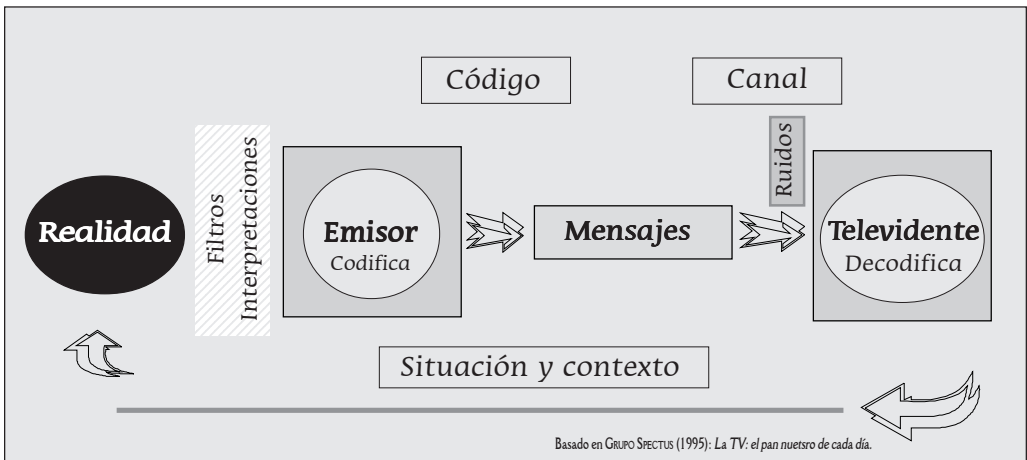 Código
Canal
Ruidos
Filtros
Interpretaciones
Realidad
Emisor
Codifica
Mensajes
Televidente
Decodifica
Situación y contexto
Basado en GRUPO SPECTUS (1995): La TV: el pan nuetsro de cada día.